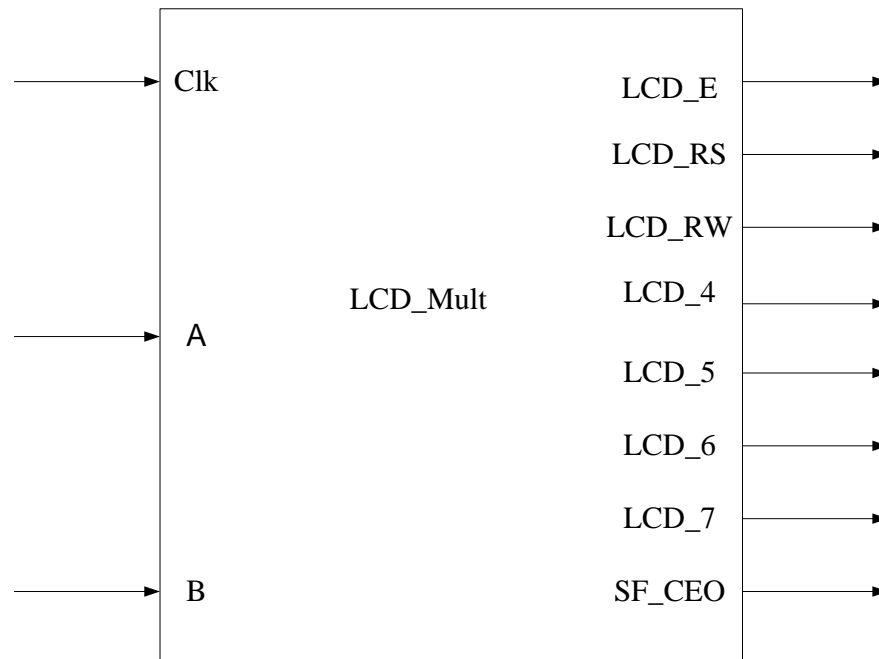 Clk
LCD_E
LCD_RS
LCD_RW
LCD_Mult
LCD_4
A
LCD_5
LCD_6
LCD_7
B
SF_CEO